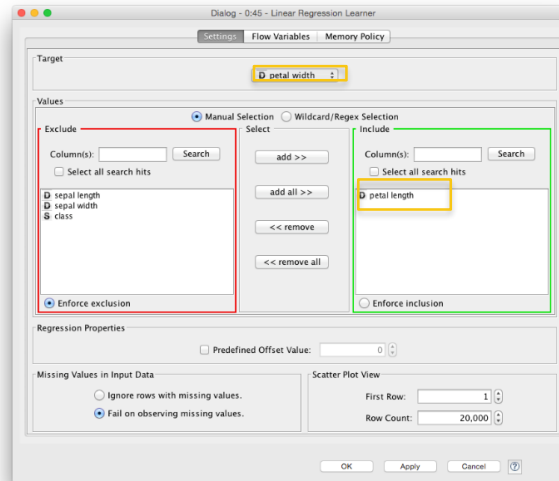 Dialog - 0:45 - Linear Regression Learner
Settings Flow Variables Memory Policy
Target
D petal width
Values
Manual Selection Wildcard/Regex Selection
Exclude
Column(s): Search
Select all search hits
D sepal length
D sepal width
S class
Enforce exclusion
Select
add >>
add all >>
<< remove
<< remove all
Include
Column(s): Search
Select all search hits
D petal length
Enforce inclusion
Regression Properties
Predefined Offset Value: 0
Missing Values in Input Data
Ignore rows with missing values.
Fail on observing missing values.
Scatter Plot View
First Row: 1
Row Count: 20,000
OK Apply Cancel ?